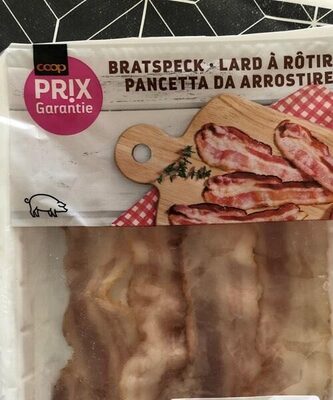 coop
PRIX
Garantie
BRATSPECK • LARD À RÔTIR
PANCETTA DA ARROSTIRE